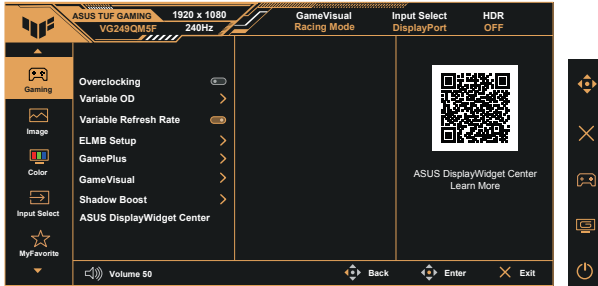 ASUS TUF GAMING 1920 x 1080
VG249QM5F 240Hz
GameVisual
Racing Mode
Input Select
DisplayPort
HDR
OFF
Gaming
Image
Color
Input Select
MyFavorite
Overclocking
Variable OD
Variable Refresh Rate
ELMB Setup
GamePlus
GameVisual
Shadow Boost
ASUS DisplayWidget Center
ASUS DisplayWidget Center
Learn More
Volume 50
Back
Enter
Exit